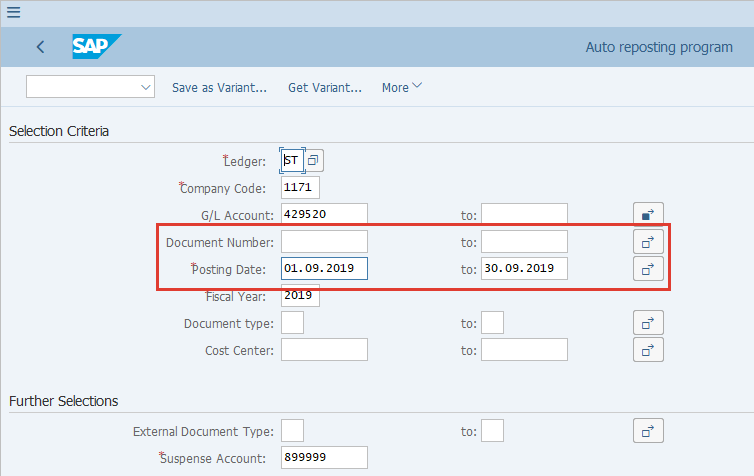 SAP
Auto reposting program
Save as Variant... Get Variant... More
Selection Criteria
*Ledger: ST
*Company Code: 1171
G/L Account: 429520 to:
Document Number: to:
*Posting Date: 01.09.2019 to: 30.09.2019
*Fiscal Year: 2019
Document type: to:
Cost Center: to:
Further Selections
External Document Type: to:
*Suspense Account: 899999